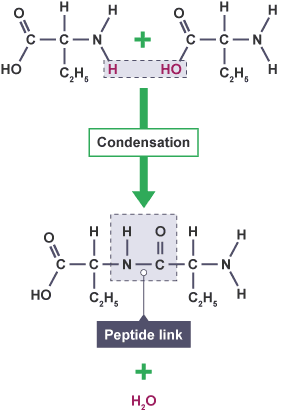 O H H O H H
C C N + C C N
HO C₂H₅ H HO C₂H₅ H
Condensation
H H O H H
O C C N C C N
HO C₂H₅ C₂H₅ H
Peptide link
+
H₂O